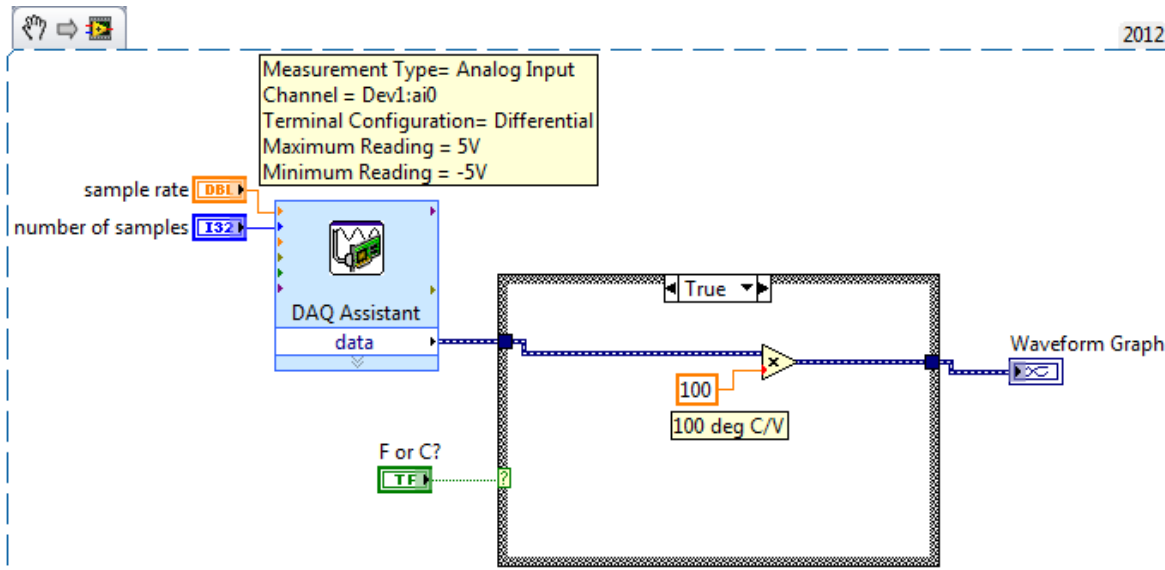 2012
Measurement Type= Analog Input
Channel = Dev1:ai0
Terminal Configuration= Differential
Maximum Reading = 5V
Minimum Reading = -5V
sample rate
DBL
number of samples
I32
DAQ Assistant
data
True
Waveform Graph
x
100
100 deg C/V
F or C?
TF
?